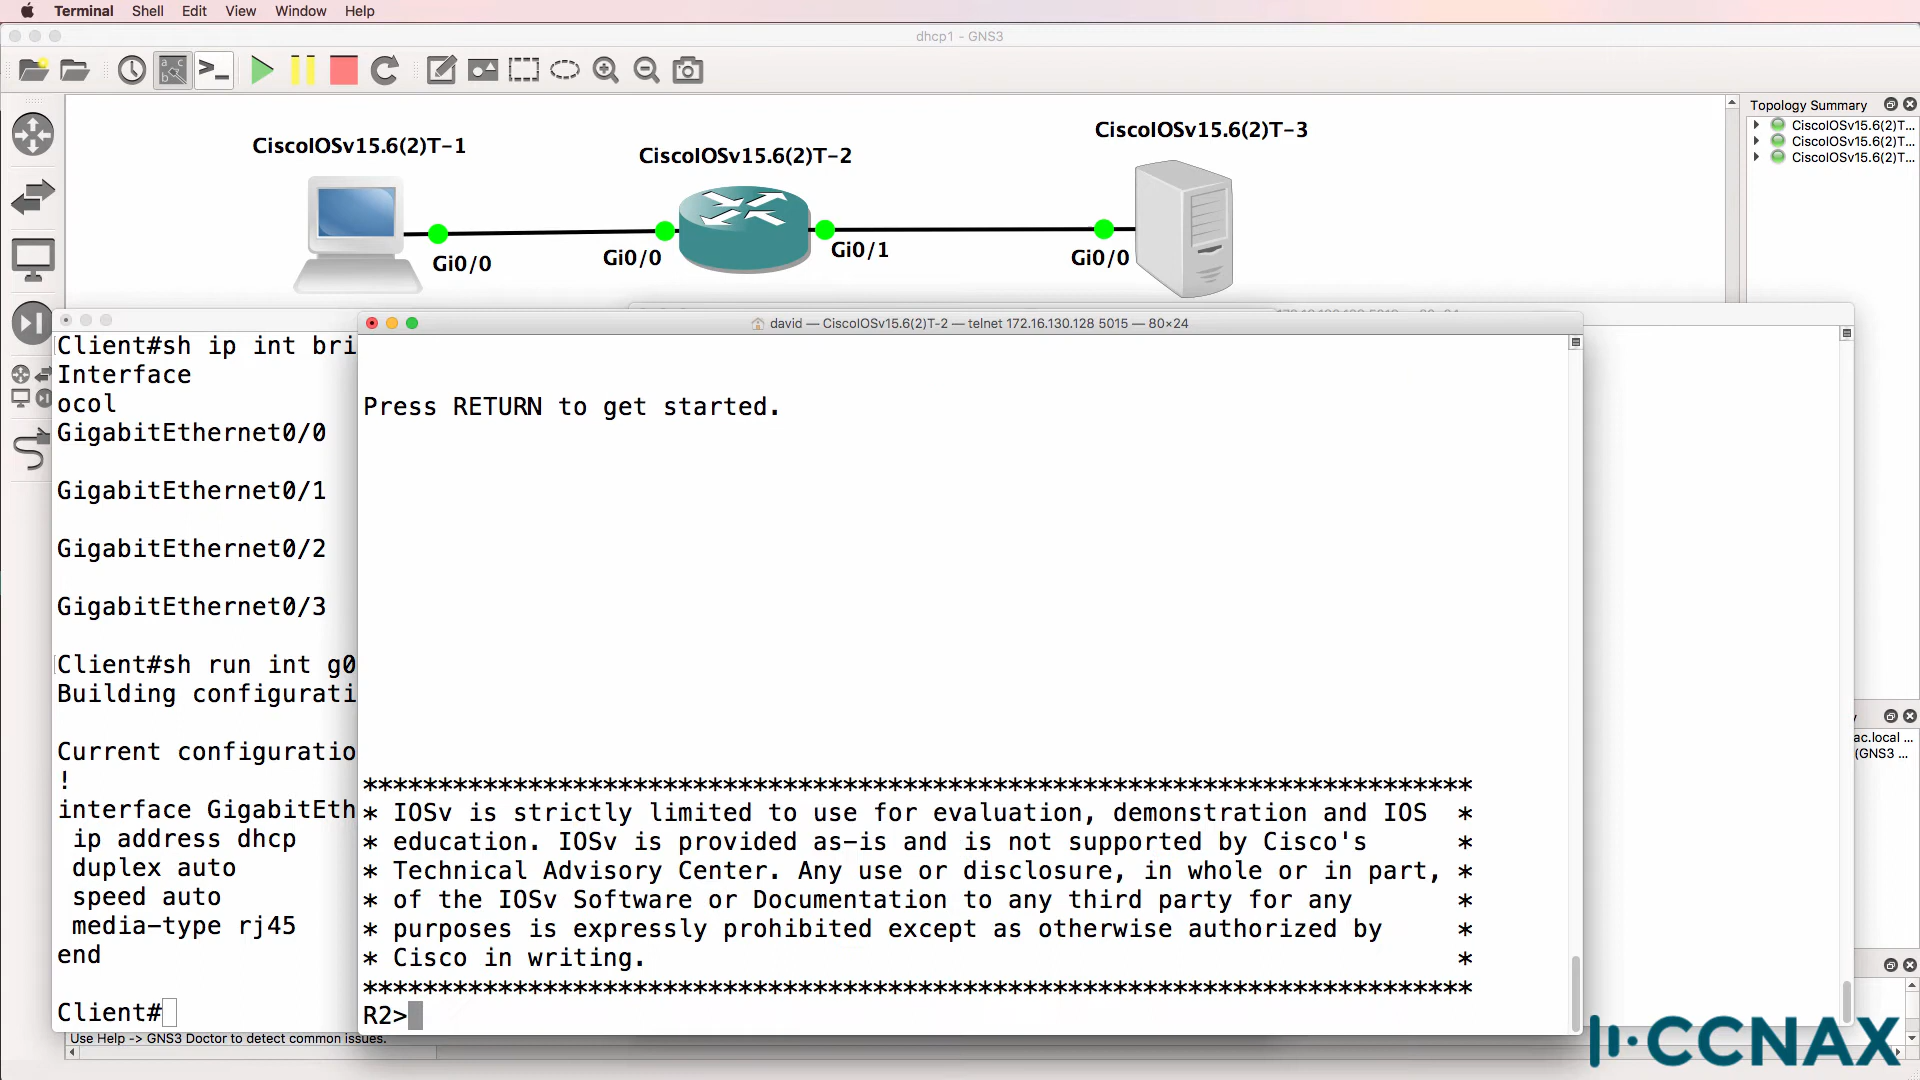 Terminal Shell Edit View Window Help
dhcp1 - GNS3
Topology Summary
CiscoIOSv15.6(2)T...
CiscoIOSv15.6(2)T...
CiscoIOSv15.6(2)T...
CiscoIOSv15.6(2)T-1
CiscoIOSv15.6(2)T-2
CiscoIOSv15.6(2)T-3
Gi0/0
Gi0/0
Gi0/1
Gi0/0
Client#sh ip int bri
Interface
ocol
GigabitEthernet0/0
GigabitEthernet0/1
GigabitEthernet0/2
GigabitEthernet0/3
Client#sh run int g0
Building configurati
Current configuratio
!
interface GigabitEth
ip address dhcp
duplex auto
speed auto
media-type rj45
end
Client#
david — CiscoIOSv15.6(2)T-2 — telnet 172.16.130.128 5015 — 80×24
Press RETURN to get started.
**************************************************************************
* IOSv is strictly limited to use for evaluation, demonstration and IOS *
* education. IOSv is provided as-is and is not supported by Cisco's *
* Technical Advisory Center. Any use or disclosure, in whole or in part, *
* of the IOSv Software or Documentation to any third party for any *
* purposes is expressly prohibited except as otherwise authorized by *
* Cisco in writing. *
**************************************************************************
R2>
ac.local ...
(GNS3 ...
Use Help -> GNS3 Doctor to detect common issues.
CCNAX